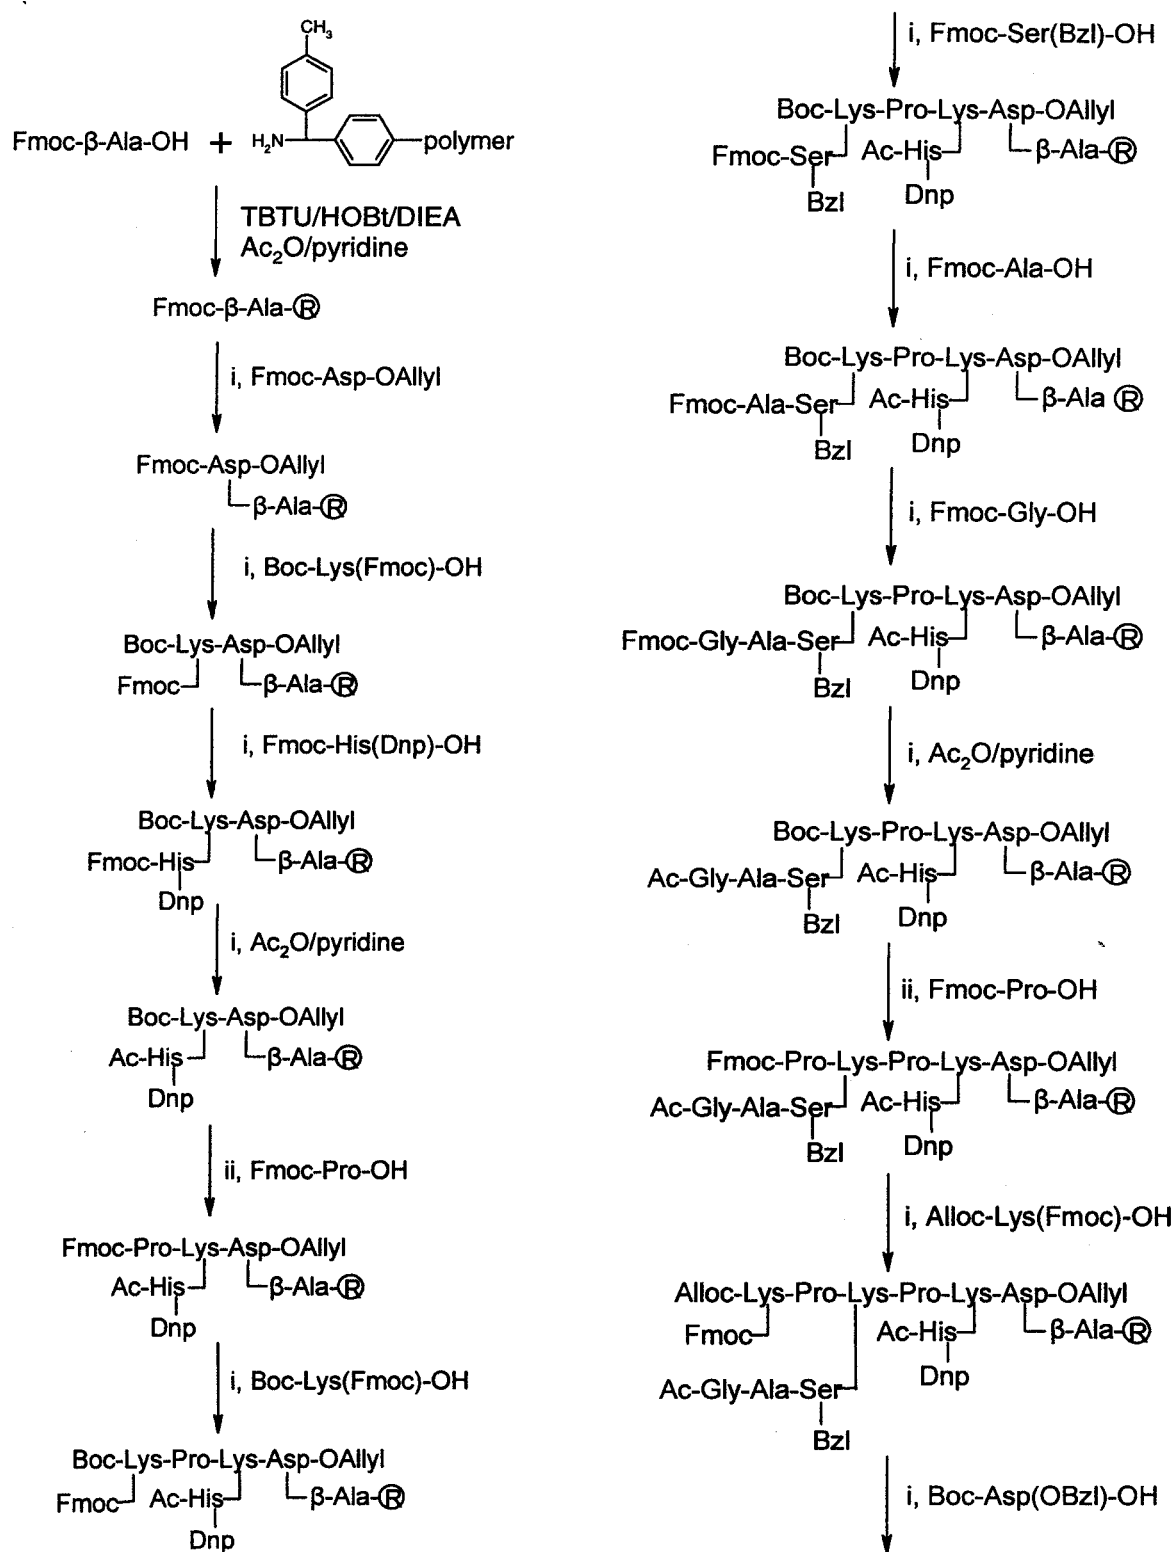 CH₃
Fmoc-β-Ala-OH + H₂N polymer
TBTU/HOBt/DIEA
Ac₂O/pyridine
Fmoc-β-Ala-Ⓡ
i, Fmoc-Asp-OAllyl
Fmoc-Asp-OAllyl
β-Ala-Ⓡ
i, Boc-Lys(Fmoc)-OH
Boc-Lys-Asp-OAllyl
Fmoc β-Ala-Ⓡ
i, Fmoc-His(Dnp)-OH
Boc-Lys-Asp-OAllyl
Fmoc-His β-Ala-Ⓡ
Dnp
i, Ac₂O/pyridine
Boc-Lys-Asp-OAllyl
Ac-His β-Ala-Ⓡ
Dnp
ii, Fmoc-Pro-OH
Fmoc-Pro-Lys-Asp-OAllyl
Ac-His β-Ala-Ⓡ
Dnp
i, Boc-Lys(Fmoc)-OH
Boc-Lys-Pro-Lys-Asp-OAllyl
Fmoc Ac-His β-Ala-Ⓡ
Dnp
i, Fmoc-Ser(Bzl)-OH
Boc-Lys-Pro-Lys-Asp-OAllyl
Fmoc-Ser Ac-His β-Ala-Ⓡ
Bzl Dnp
i, Fmoc-Ala-OH
Boc-Lys-Pro-Lys-Asp-OAllyl
Fmoc-Ala-Ser Ac-His β-Ala Ⓡ
Bzl Dnp
i, Fmoc-Gly-OH
Boc-Lys-Pro-Lys-Asp-OAllyl
Fmoc-Gly-Ala-Ser Ac-His β-Ala-Ⓡ
Bzl Dnp
i, Ac₂O/pyridine
Boc-Lys-Pro-Lys-Asp-OAllyl
Ac-Gly-Ala-Ser Ac-His β-Ala-Ⓡ
Bzl Dnp
ii, Fmoc-Pro-OH
Fmoc-Pro-Lys-Pro-Lys-Asp-OAllyl
Ac-Gly-Ala-Ser Ac-His β-Ala-Ⓡ
Bzl Dnp
i, Alloc-Lys(Fmoc)-OH
Alloc-Lys-Pro-Lys-Pro-Lys-Asp-OAllyl
Fmoc Ac-His β-Ala-Ⓡ
Dnp
Ac-Gly-Ala-Ser
Bzl
i, Boc-Asp(OBzl)-OH